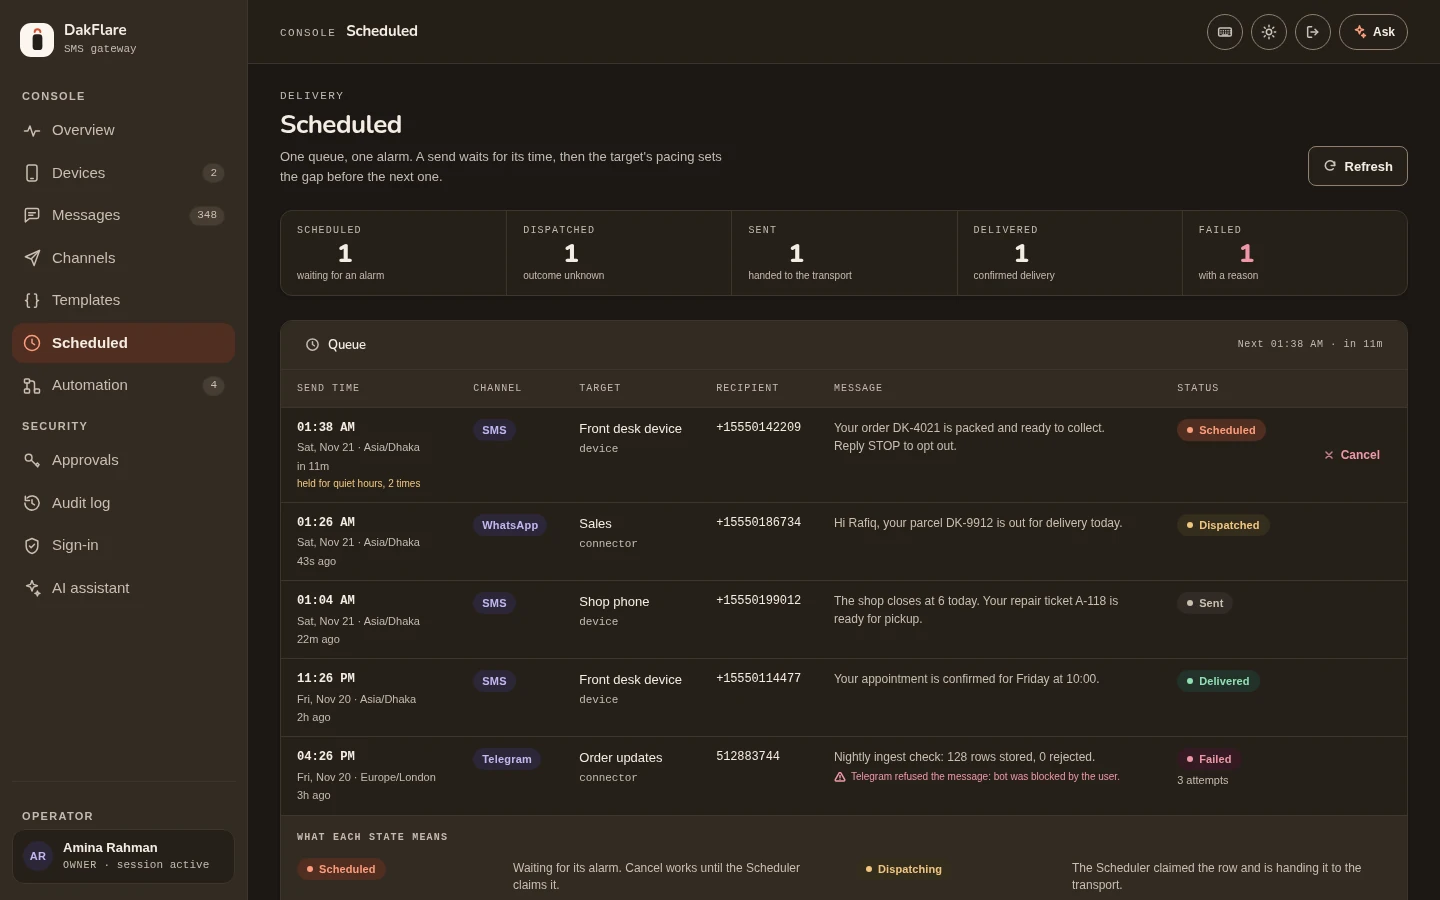 DakFlare
SMS gateway
CONSOLE
Overview
Devices 2
Messages 348
Channels
Templates
Scheduled
Automation 4
SECURITY
Approvals
Audit log
Sign-in
AI assistant
OPERATOR
AR
Amina Rahman
OWNER · session active
CONSOLE Scheduled
Ask
DELIVERY
Scheduled
One queue, one alarm. A send waits for its time, then the target's pacing sets
the gap before the next one.
Refresh
SCHEDULED
1
waiting for an alarm
DISPATCHED
1
outcome unknown
SENT
1
handed to the transport
DELIVERED
1
confirmed delivery
FAILED
1
with a reason
Queue
Next 01:38 AM · in 11m
SEND TIME CHANNEL TARGET RECIPIENT MESSAGE STATUS
01:38 AM
Sat, Nov 21 · Asia/Dhaka
in 11m
held for quiet hours, 2 times
SMS
Front desk device
device
+15550142209
Your order DK-4021 is packed and ready to collect.
Reply STOP to opt out.
Scheduled
Cancel
01:26 AM
Sat, Nov 21 · Asia/Dhaka
43s ago
WhatsApp
Sales
connector
+15550186734
Hi Rafiq, your parcel DK-9912 is out for delivery today.
Dispatched
01:04 AM
Sat, Nov 21 · Asia/Dhaka
22m ago
SMS
Shop phone
device
+15550199012
The shop closes at 6 today. Your repair ticket A-118 is
ready for pickup.
Sent
11:26 PM
Fri, Nov 20 · Asia/Dhaka
2h ago
SMS
Front desk device
device
+15550114477
Your appointment is confirmed for Friday at 10:00.
Delivered
04:26 PM
Fri, Nov 20 · Europe/London
3h ago
Telegram
Order updates
connector
512883744
Nightly ingest check: 128 rows stored, 0 rejected.
Telegram refused the message: bot was blocked by the user.
Failed
3 attempts
WHAT EACH STATE MEANS
Scheduled
Waiting for its alarm. Cancel works until the Scheduler
claims it.
Dispatching
The Scheduler claimed the row and is handing it to the
transport.